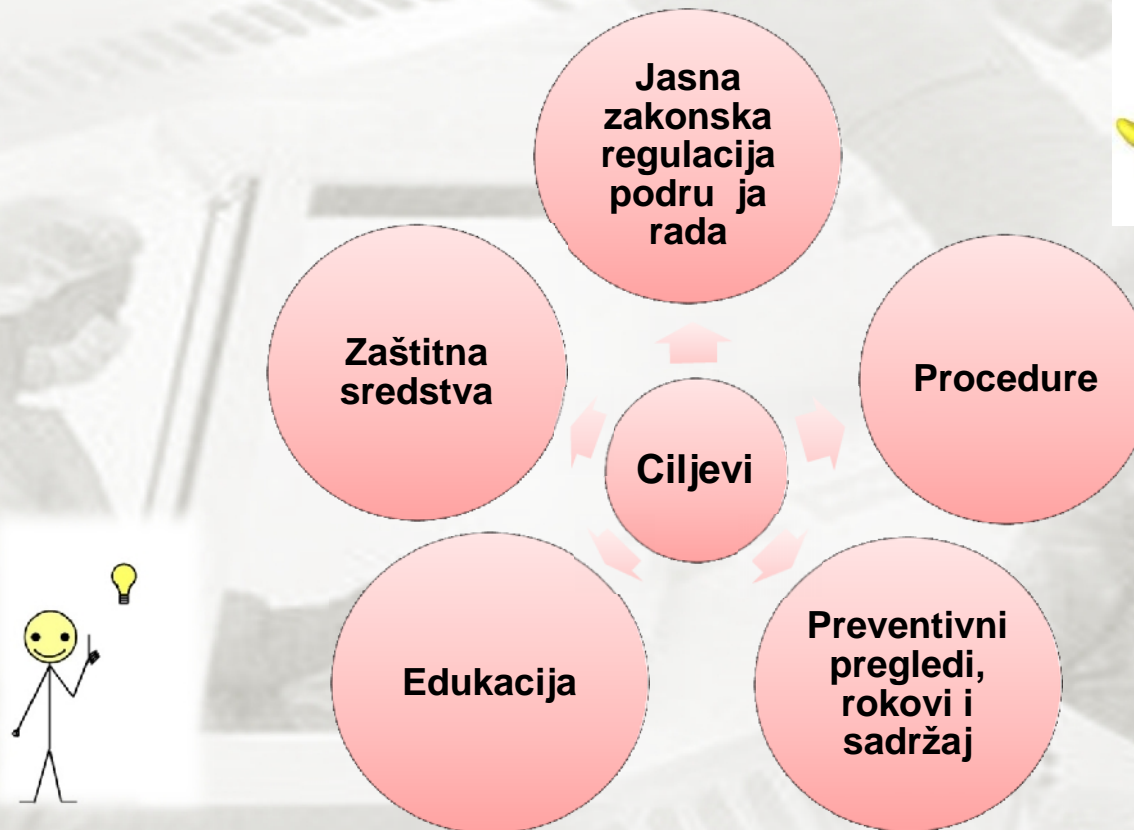 Jasna
zakonska
regulacija
podru ja
rada
Zaštitna
sredstva
Procedure
Ciljevi
Edukacija
Preventivni
pregledi,
rokovi i
sadržaj